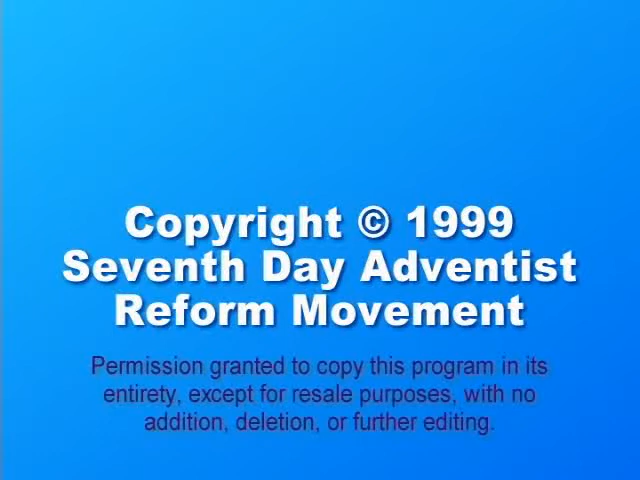 Copyright © 1999
Seventh Day Adventist
Reform Movement
Permission granted to copy this program in its
entirety, except for resale purposes, with no
addition, deletion, or further editing.